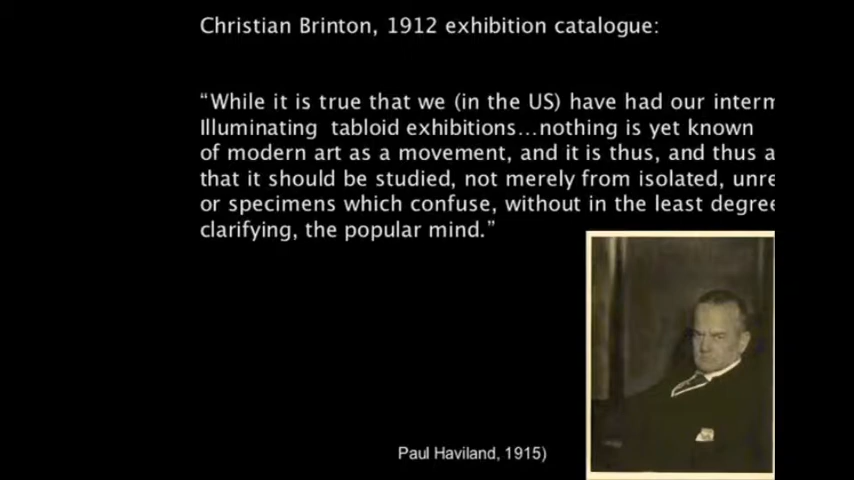 Christian Brinton, 1912 exhibition catalogue:
“While it is true that we (in the US) have had our
Illuminating tabloid exhibitions...nothing is yet known
of modern art as a movement, and it is thus, and thus
that it should be studied, not merely from isolated,
or specimens which confuse, without in the least degree
clarifying, the popular mind.”
Paul Haviland, 1915)